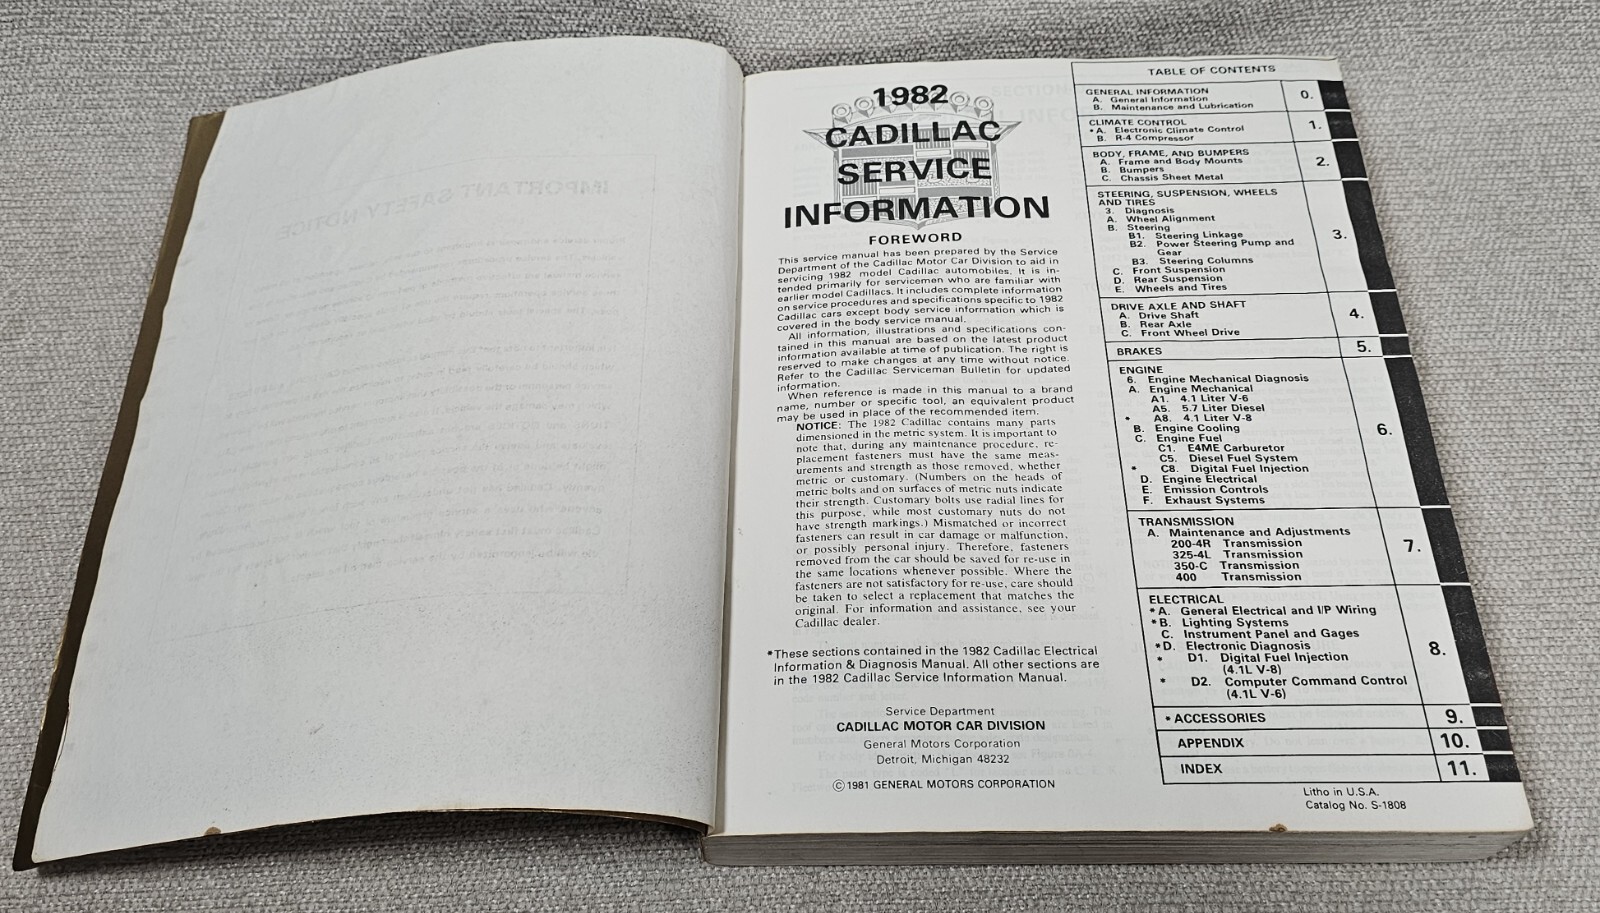 IMPORTANT
SAFETY NOTICE
1982
CADILLAC
SERVICE
INFORMATION
FOREWORD
This service manual has been prepared by the Service
Department of the Cadillac Motor Car Division to aid in
servicing 1982 model Cadillac automobiles. It is in-
tended primarily for servicemen who are familiar with
earlier model Cadillacs. It includes complete information
on service procedures and specifications specific to 1982
Cadillac cars except body service information which is
covered in the body service manual.
All information, illustrations and specifications con-
tained in this manual are based on the latest product
information available at time of publication. The right is
reserved to make changes at any time without notice.
Refer to the Cadillac Serviceman Bulletin for updated
information.
When reference is made in this manual to a brand
name, number or specific tool, an equivalent product
may be used in place of the recommended item.
NOTICE: The 1982 Cadillac contains many parts
dimensioned in the metric system. It is important to
note that, during any maintenance procedure, re-
placement fasteners must have the same meas-
urements and strength as those removed, whether
metric or customary. (Numbers on the heads of
metric bolts and on surfaces of metric nuts indicate
their strength. Customary bolts use radial lines for
this purpose, while most customary nuts do not
have strength markings.) Mismatched or incorrect
fasteners can result in car damage or malfunction,
or possibly personal injury. Therefore, fasteners
removed from the car should be saved for re-use in
the same locations whenever possible. Where the
fasteners are not satisfactory for re-use, care should
be taken to select a replacement that matches the
original. For information and assistance, see your
Cadillac dealer.
*These sections contained in the 1982 Cadillac Electrical
Information & Diagnosis Manual. All other sections are
in the 1982 Cadillac Service Information Manual.
Service Department
CADILLAC MOTOR CAR DIVISION
General Motors Corporation
Detroit, Michigan 48232
©1981 GENERAL MOTORS CORPORATION
TABLE OF CONTENTS
GENERAL INFORMATION 0.
A. General Information
B. Maintenance and Lubrication
CLIMATE CONTROL 1.
*A. Electronic Climate Control
B. R-4 Compressor
BODY, FRAME, AND BUMPERS 2.
A. Frame and Body Mounts
B. Bumpers
C. Chassis Sheet Metal
STEERING, SUSPENSION, WHEELS
AND TIRES 3.
3. Diagnosis
A. Wheel Alignment
B. Steering
B1. Steering Linkage
B2. Power Steering Pump and
Gear
B3. Steering Columns
C. Front Suspension
D. Rear Suspension
E. Wheels and Tires
DRIVE AXLE AND SHAFT 4.
A. Drive Shaft
B. Rear Axle
C. Front Wheel Drive
BRAKES 5.
ENGINE 6.
6. Engine Mechanical Diagnosis
A. Engine Mechanical
A1. 4.1 Liter V-6
A5. 5.7 Liter Diesel
* A8. 4.1 Liter V-8
B. Engine Cooling
C. Engine Fuel
C1. E4ME Carburetor
C5. Diesel Fuel System
* C8. Digital Fuel Injection
D. Engine Electrical
E. Emission Controls
F. Exhaust Systems
TRANSMISSION 7.
A. Maintenance and Adjustments
200-4R Transmission
325-4L Transmission
350-C Transmission
400 Transmission
ELECTRICAL 8.
*A. General Electrical and I/P Wiring
*B. Lighting Systems
C. Instrument Panel and Gages
*D. Electronic Diagnosis
* D1. Digital Fuel Injection
(4.1L V-8)
* D2. Computer Command Control
(4.1L V-6)
*ACCESSORIES 9.
APPENDIX 10.
INDEX 11.
Litho in U.S.A.
Catalog No. S-1808